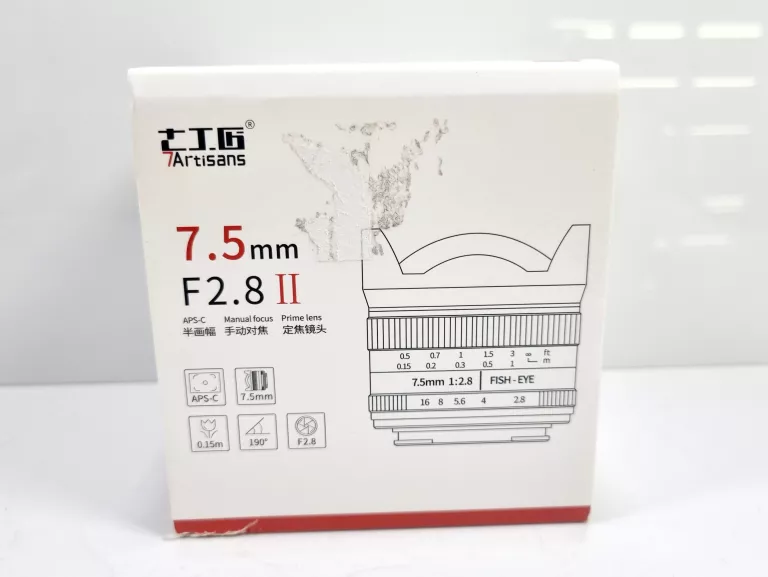 七工匠®
7Artisans
7.5mm
F2.8 II
APS-C Manual focus Prime lens
半画幅 手动对焦 定焦镜头
APS-C
7.5mm
0.15m
190°
F2.8
0.5 0.7 1 1.5 3 ∞ ft
0.15 0.2 0.3 0.5 1 m
7.5mm 1:2.8 FISH-EYE
16 8 5.6 4 2.8